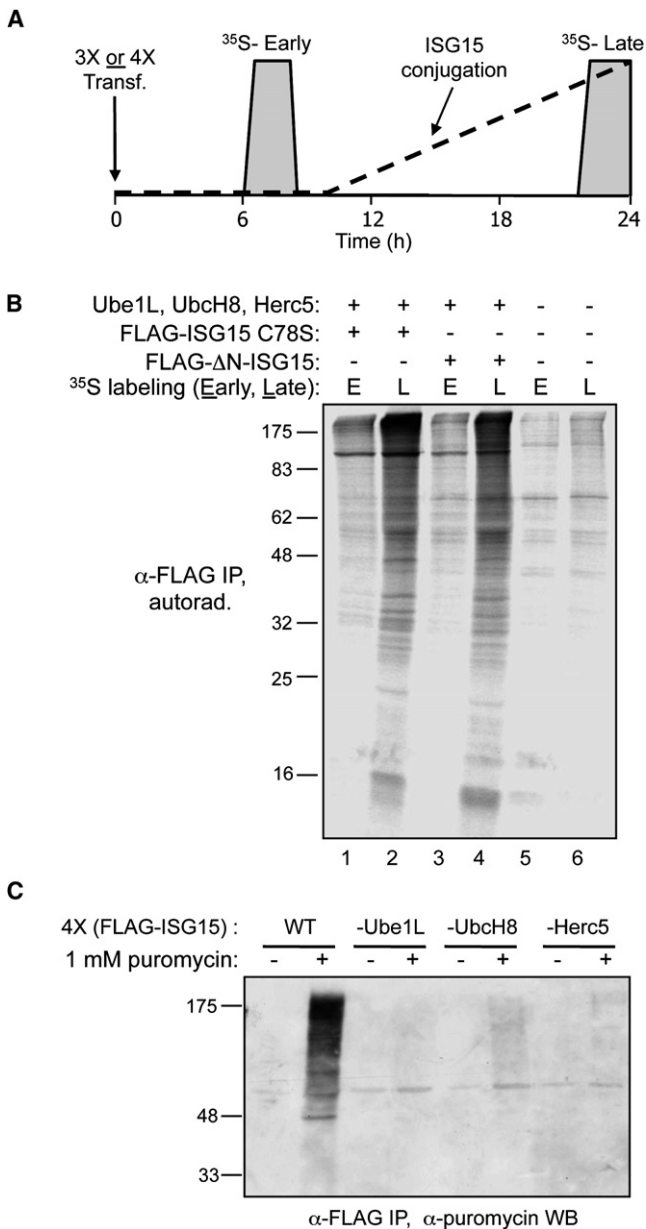 A
3X or 4X
Transf.
³⁵S- Early
ISG15
conjugation
³⁵S- Late
0 6 12 18 24
Time (h)
B
Ube1L, UbcH8, Herc5: + + + + - -
FLAG-ISG15 C78S: + + - - - -
FLAG-ΔN-ISG15: - - + + - -
³⁵S labeling (Early, Late): E L E L E L
175
83
62
48
α-FLAG IP,
autorad.
32
25
16
1 2 3 4 5 6
C
4X (FLAG-ISG15) : WT -Ube1L -UbcH8 -Herc5
1 mM puromycin: - + - + - + - +
175
48
33
α-FLAG IP, α-puromycin WB